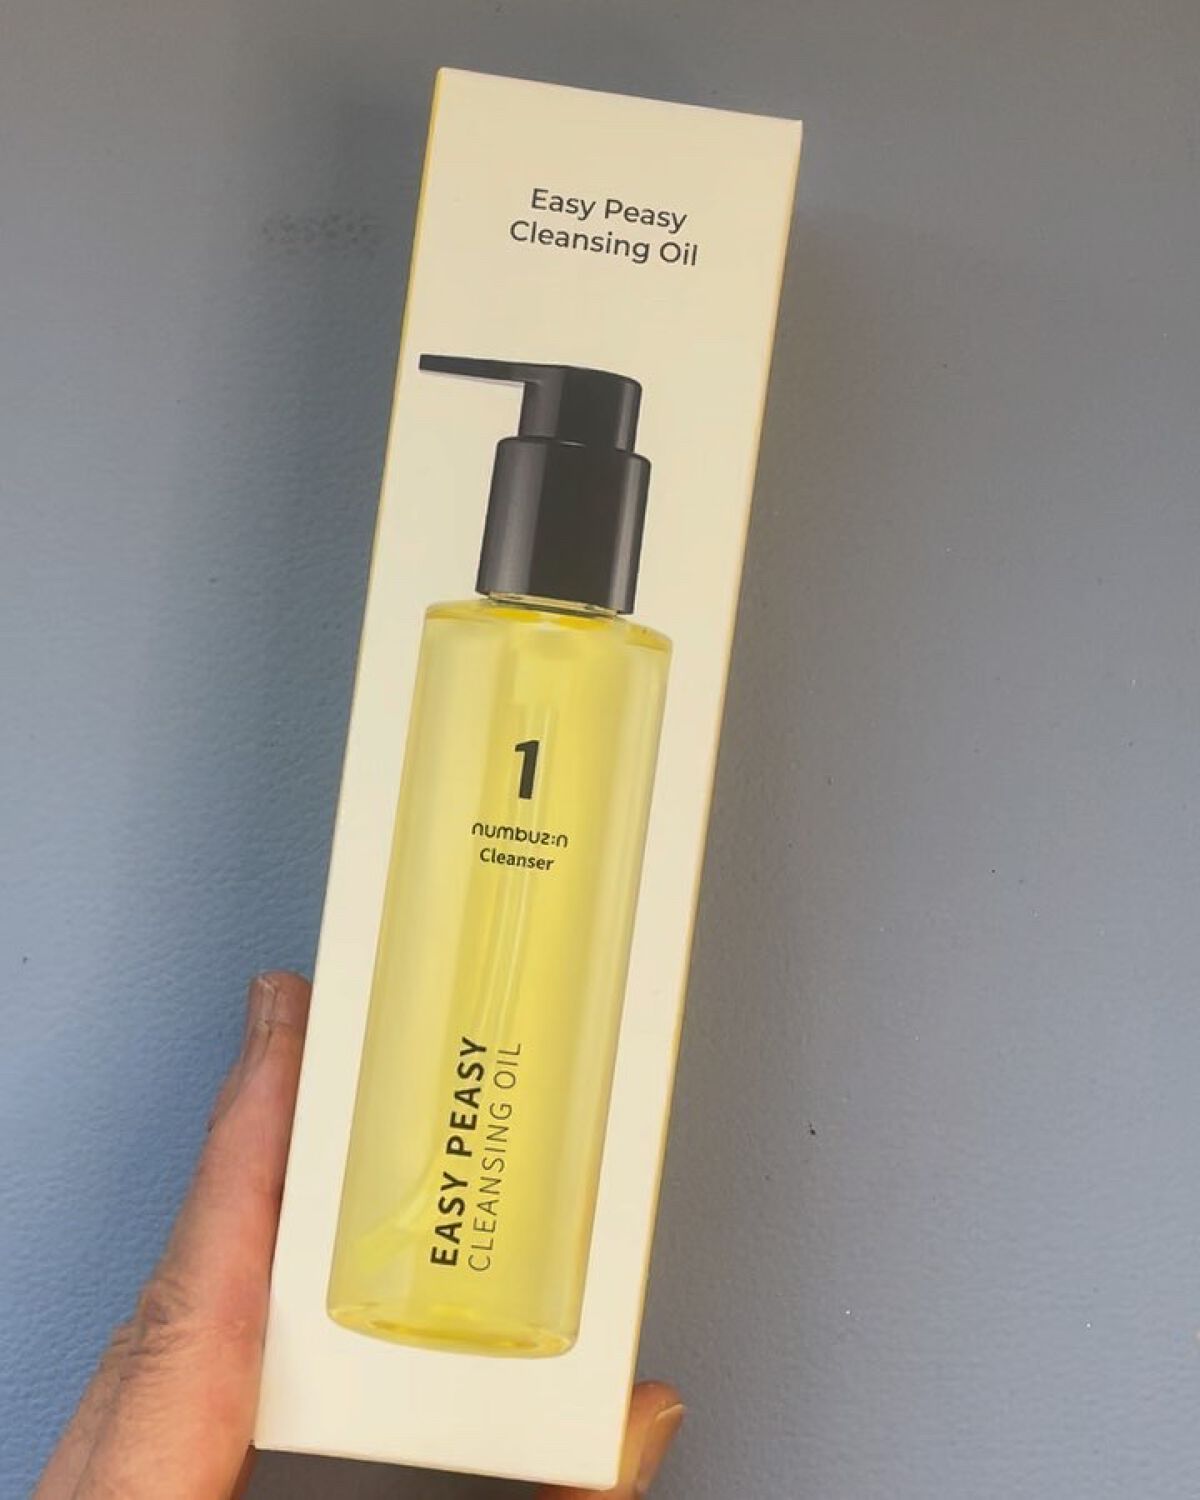 Easy Peasy
Cleansing Oil
1
numbuz:n
Cleanser
EASY PEASY
CLEANSING OIL